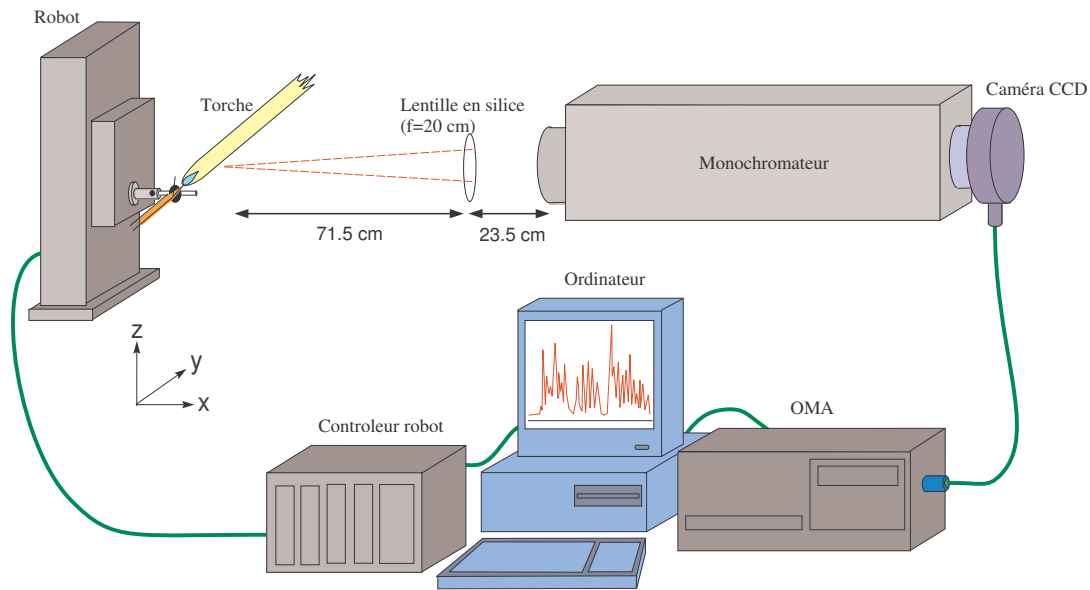 Robot
Torche
Lentille en silice
(f=20 cm)
Caméra CCD
Monochromateur
71.5 cm
23.5 cm
Ordinateur
z
y
x
Controleur robot
OMA